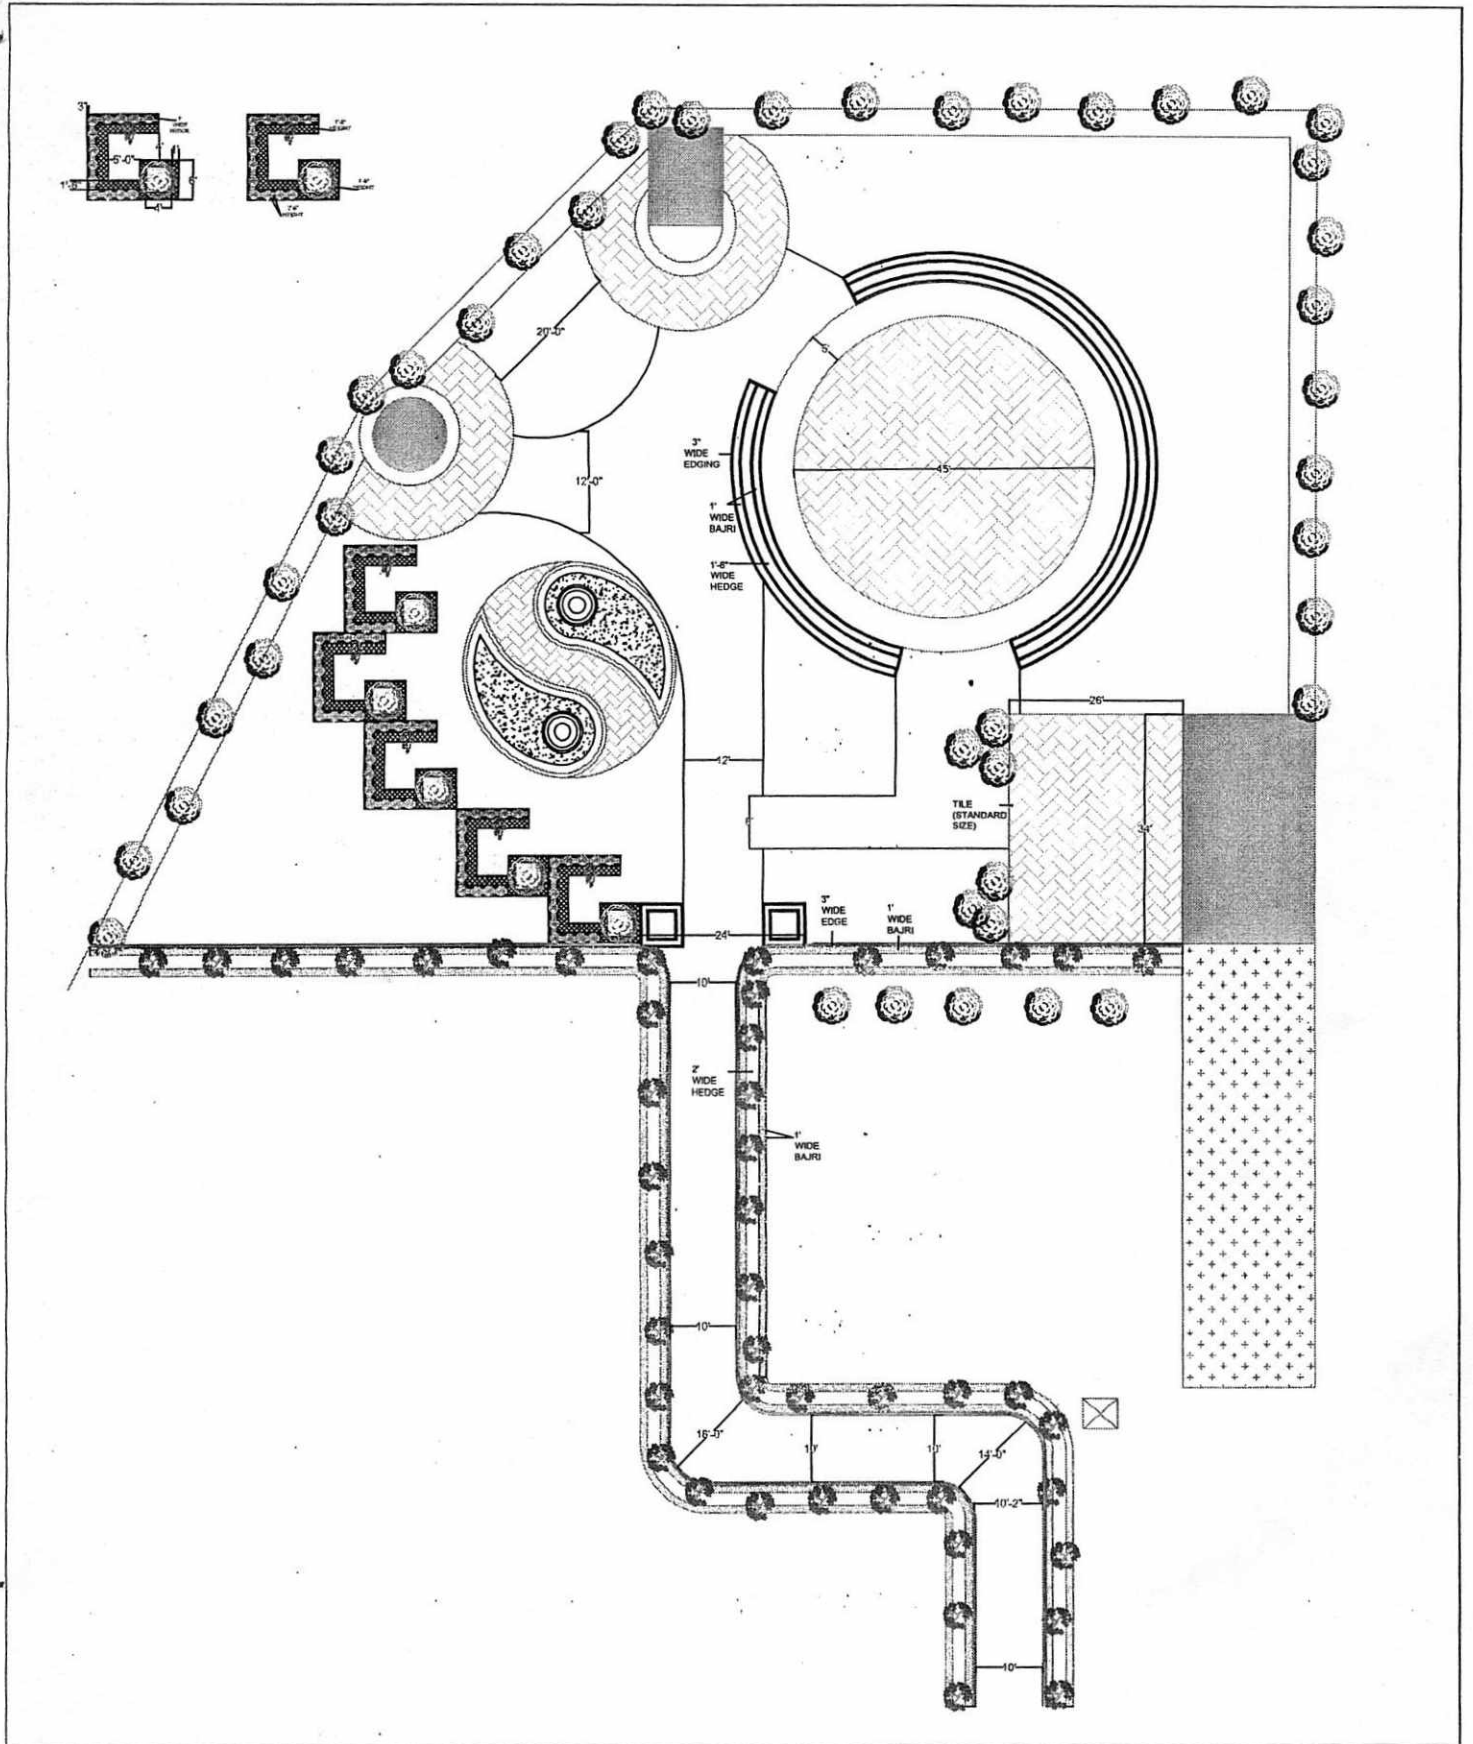 3"
5'-0"
4'
6'
20'-0"
5'
3"
WIDE
EDGING
45'
12'-0"
1'
WIDE
BAJRI
1'-6"
WIDE
HEDGE
26'
12'
TILE
(STANDARD
SIZE)
34'
3"
WIDE
EDGE
1'
WIDE
BAJRI
24'
10'
2'
WIDE
HEDGE
1'
WIDE
BAJRI
10'
16'-0"
10'
10'
14'-0"
10'-2"
10'